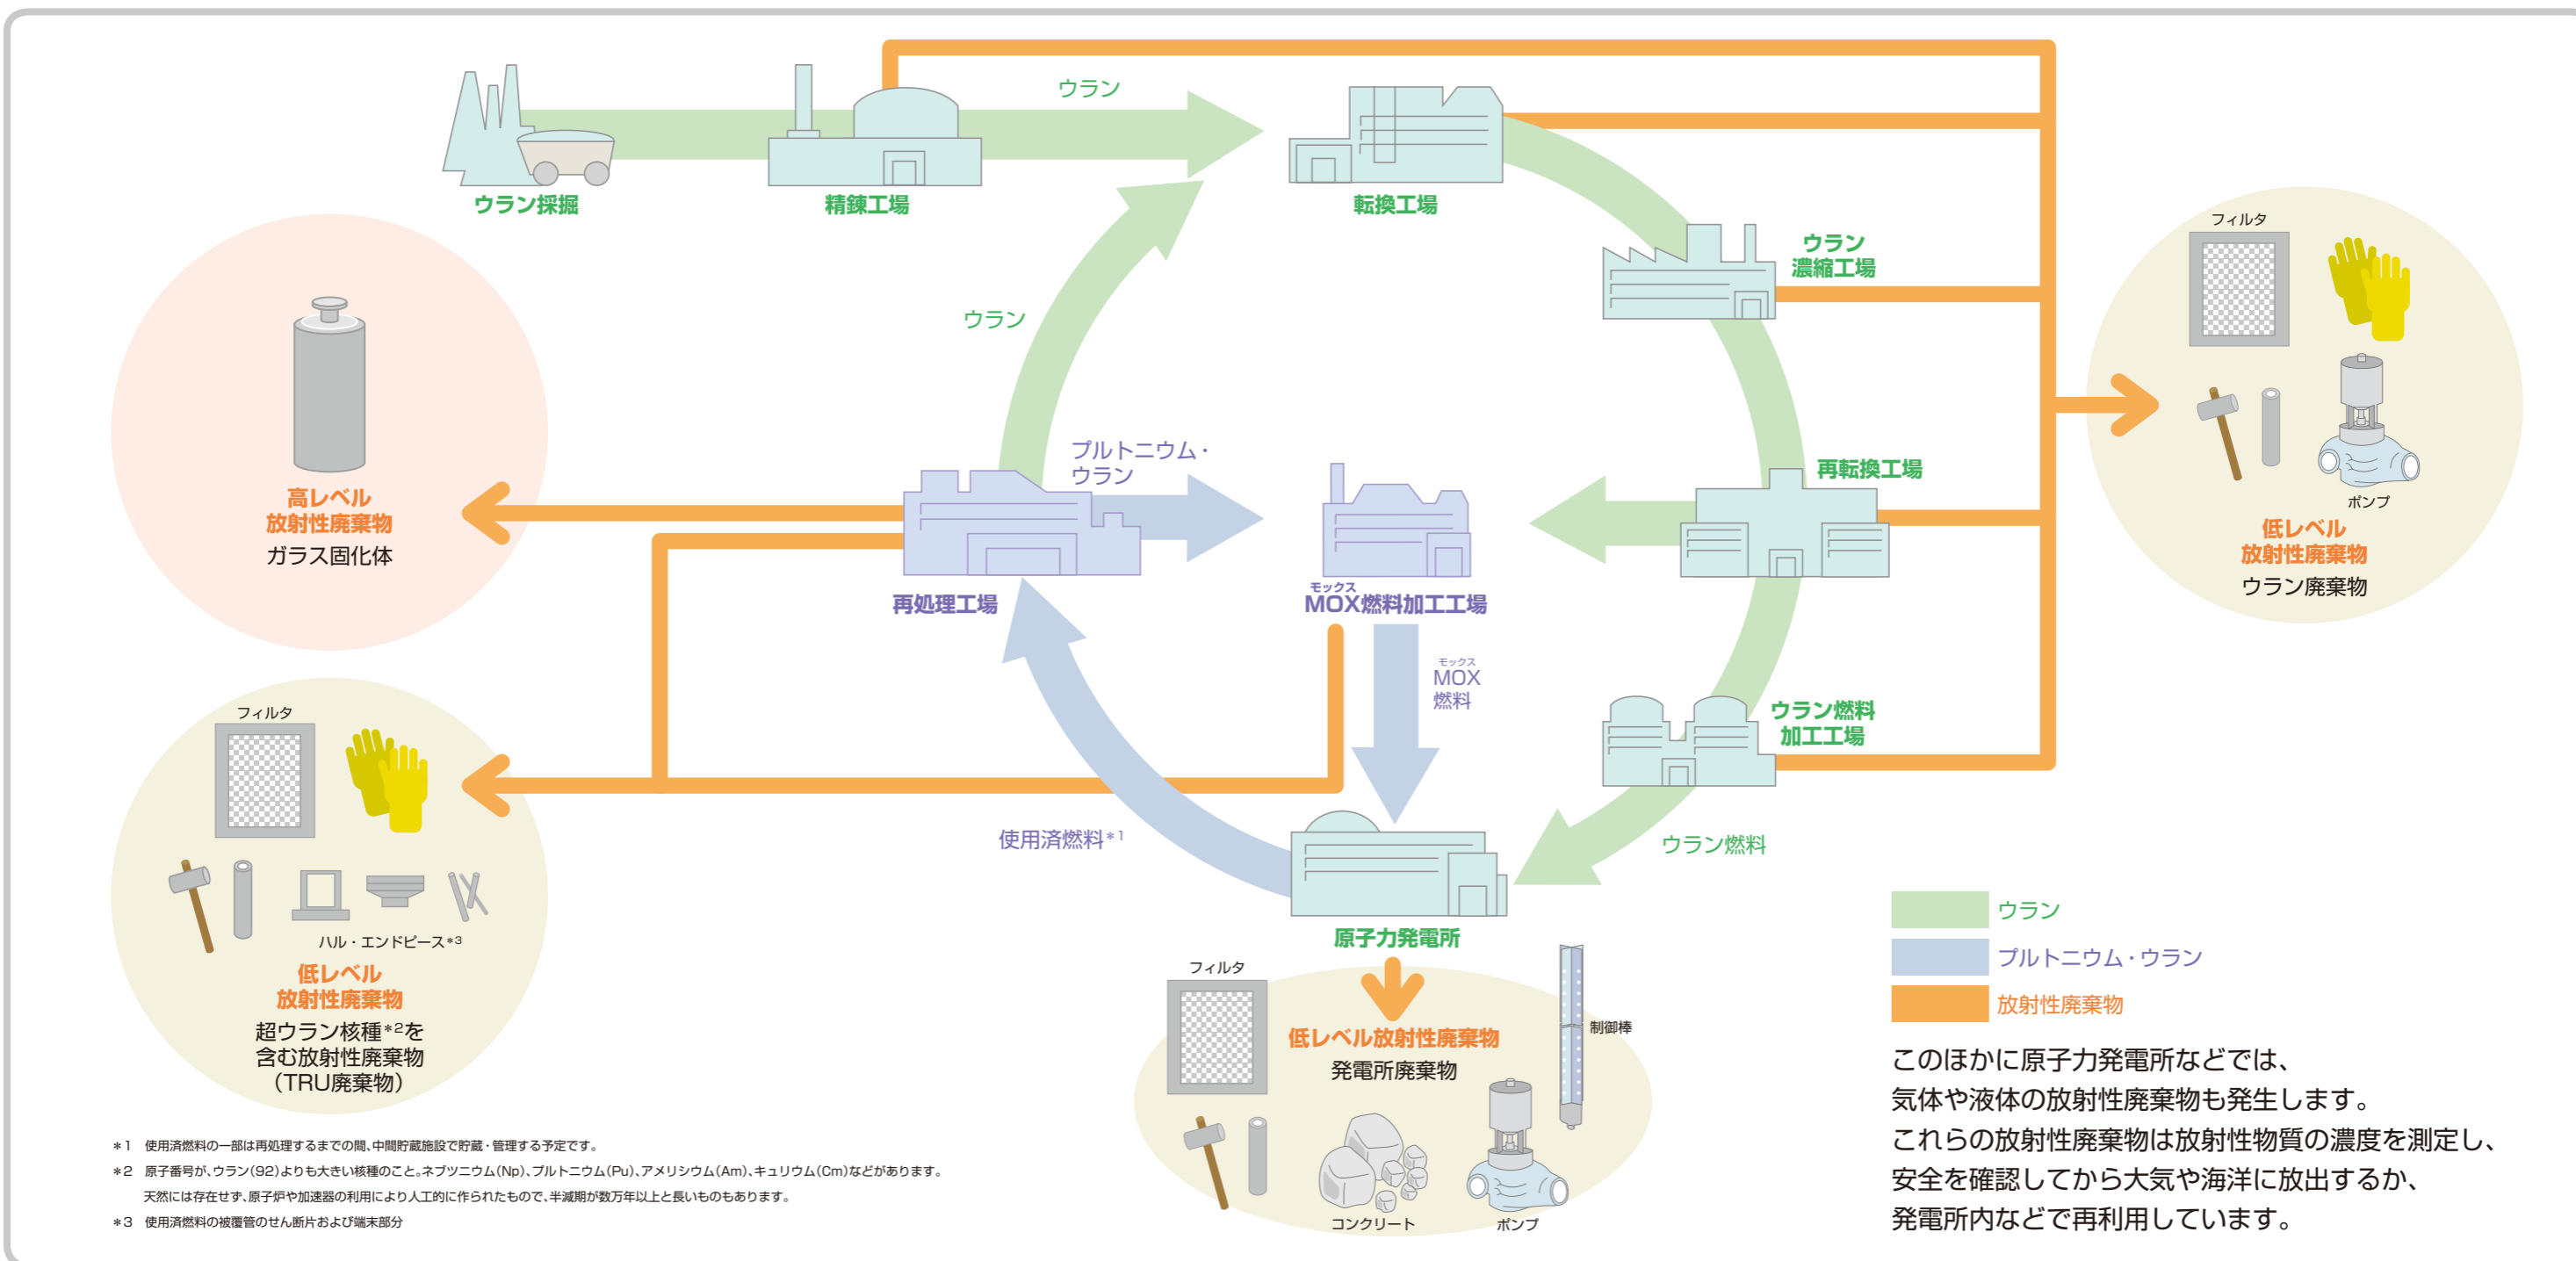 ウラン
ウラン採掘
精錬工場
転換工場
ウラン
濃縮工場
フィルタ
ポンプ
低レベル
放射性廃棄物
ウラン廃棄物
高レベル
放射性廃棄物
ガラス固化体
ウラン
プルトニウム・
ウラン
再転換工場
再処理工場
モックス
MOX燃料加工工場
モックス
MOX
燃料
ウラン燃料
加工工場
フィルタ
ハル・エンドピース*3
低レベル
放射性廃棄物
超ウラン核種*2を
含む放射性廃棄物
（TRU廃棄物）
使用済燃料*1
ウラン燃料
原子力発電所
フィルタ
低レベル放射性廃棄物
発電所廃棄物
制御棒
コンクリート
ポンプ
ウラン
プルトニウム・ウラン
放射性廃棄物
このほかに原子力発電所などでは、
気体や液体の放射性廃棄物も発生します。
これらの放射性廃棄物は放射性物質の濃度を測定し、
安全を確認してから大気や海洋に放出するか、
発電所内などで再利用しています。
*1 使用済燃料の一部は再処理するまでの間、中間貯蔵施設で貯蔵・管理する予定です。
*2 原子番号が、ウラン（92）よりも大きい核種のこと。ネプツニウム（Np）、プルトニウム（Pu）、アメリシウム（Am）、キュリウム（Cm）などがあります。
天然には存在せず、原子炉や加速器の利用により人工的に作られたもので、半減期が数万年以上と長いものもあります。
*3 使用済燃料の被覆管のせん断片および端末部分